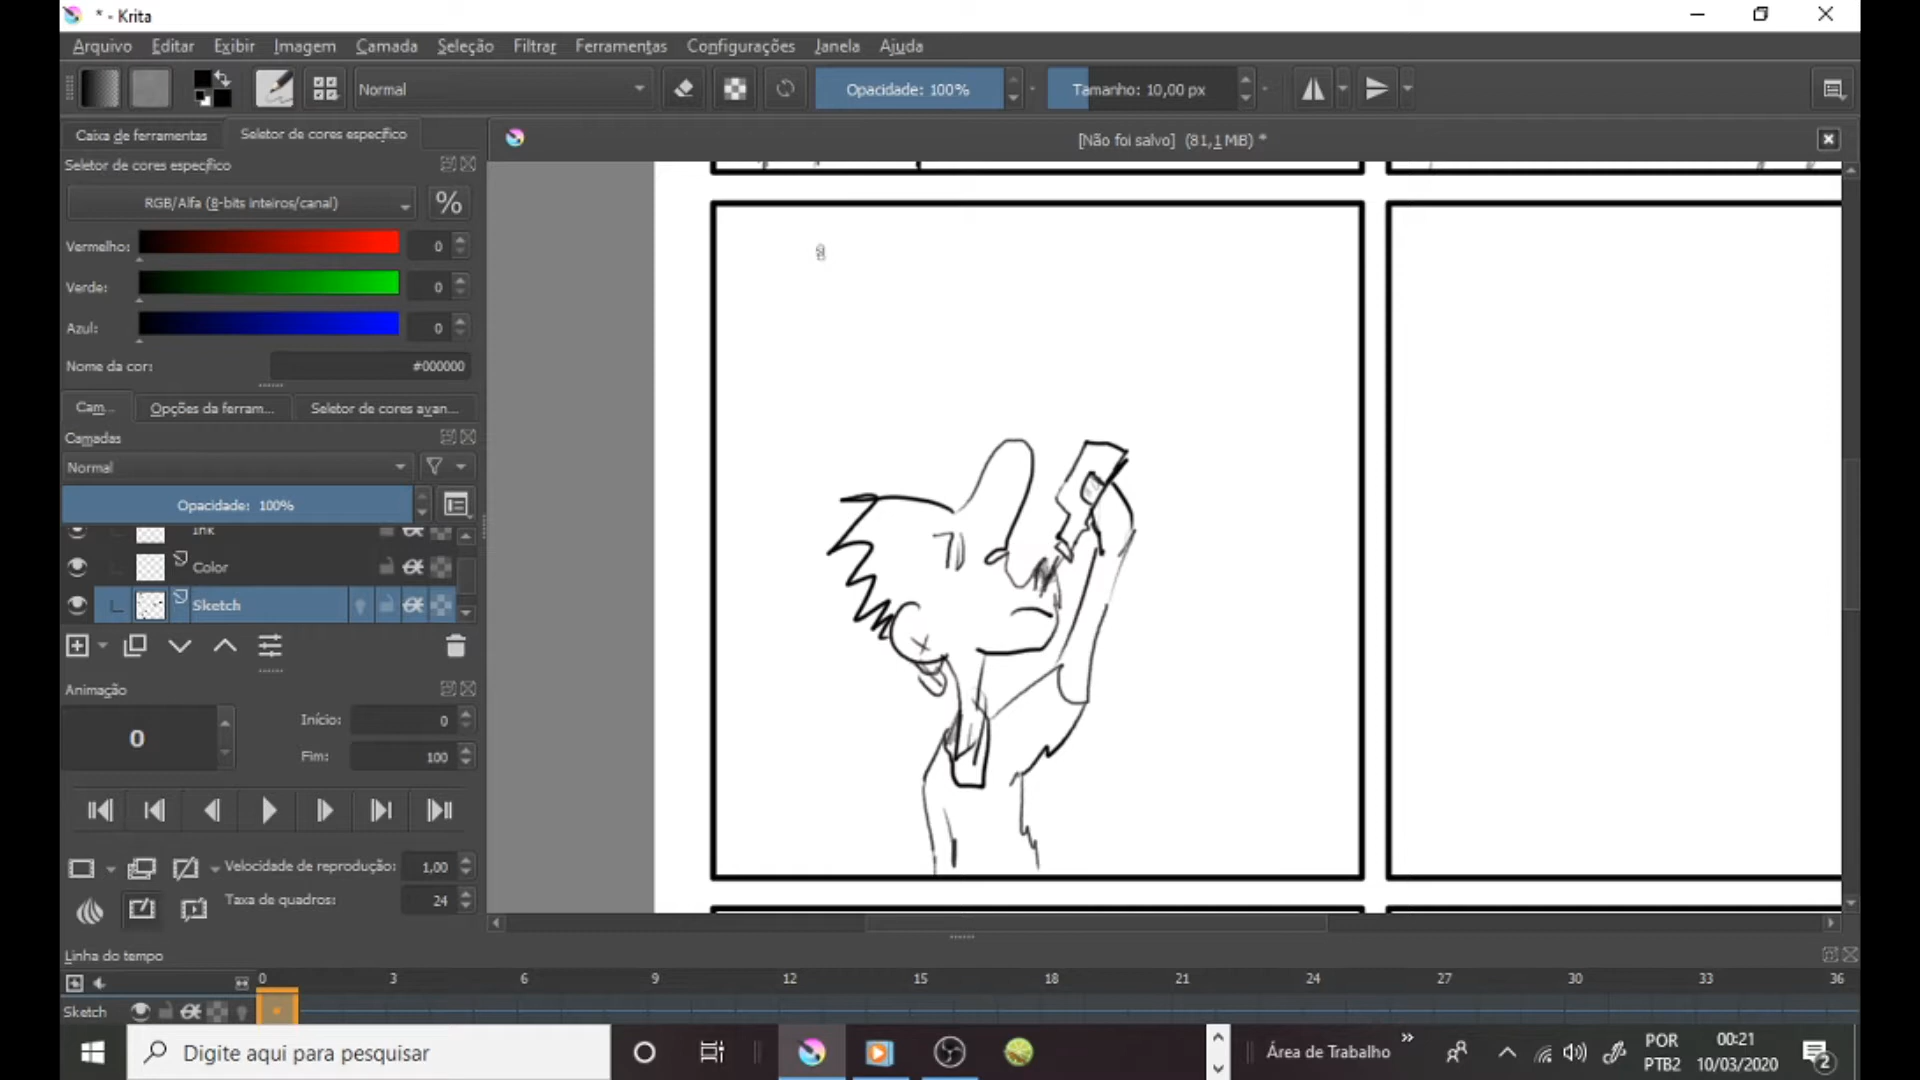 * - Krita
Arquivo Editar Exibir Imagem Camada Seleção Filtrar Ferramentas Configurações Janela Ajuda
Normal Opacidade: 100% Tamanho: 10,00 px
Caixa de ferramentas Seletor de cores específico
[Não foi salvo] (81,1 MiB) *
Seletor de cores específico
RGB/Alfa (8-bits inteiros/canal) %
Vermelho: 0
Verde: 0
Azul: 0
Nome da cor: #000000
Cam... Opções da ferram... Seletor de cores avan...
Camadas
Normal
Opacidade: 100%
Ink
Color
Sketch
Animação
0 Início: 0
Fim: 100
Velocidade de reprodução: 1,00
Taxa de quadros: 24
Linha do tempo
0 3 6 9 12 15 18 21 24 27 30 33 36
Sketch
Digite aqui para pesquisar
Área de Trabalho
POR 00:21
PTB2 10/03/2020 2